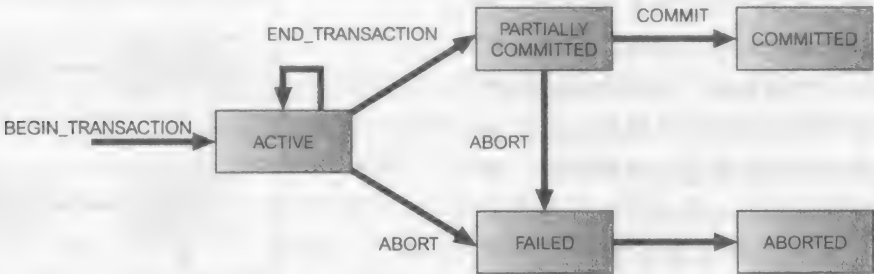 COMMIT
END_TRANSACTION
PARTIALLY
COMMITTED
COMMITTED
BEGIN_TRANSACTION
ACTIVE
ABORT
ABORT
FAILED
ABORTED